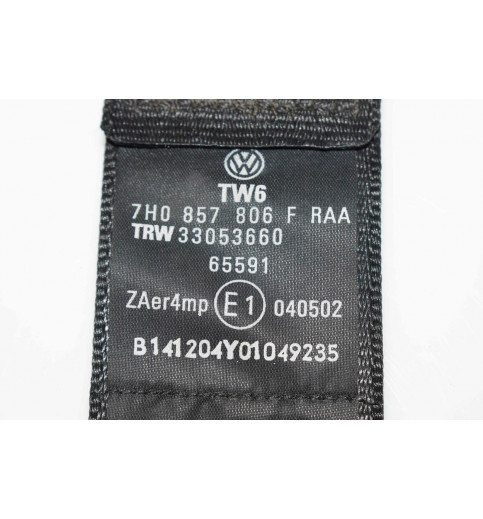 TW6
7H0 857 806 F RAA
TRW 33053660
65591
ZAer4mp E1 040502
B141204Y01049235